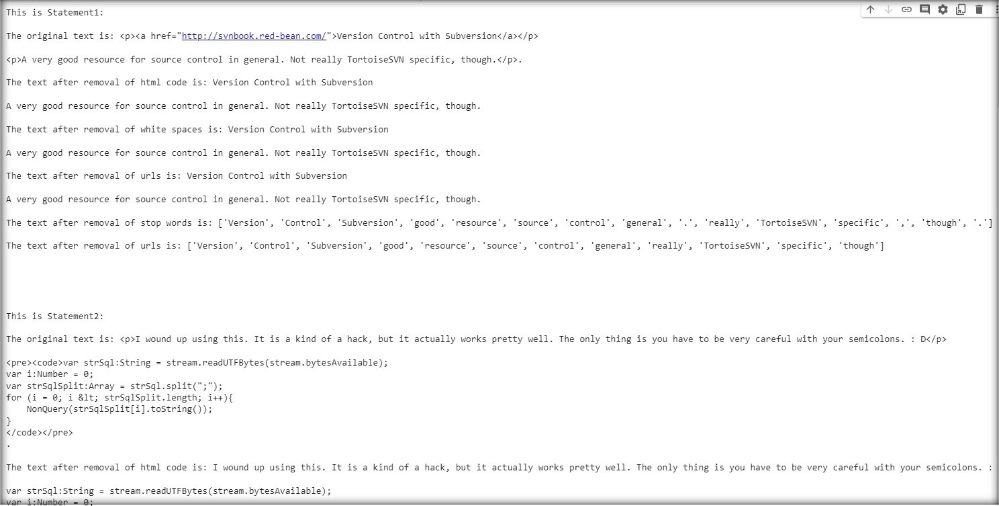 This is Statement1:
The original text is: <p><a href="http://svnbook.red-bean.com/">Version Control with Subversion</a></p>
<p>A very good resource for source control in general. Not really TortoiseSVN specific, though.</p>.
The text after removal of html code is: Version Control with Subversion
A very good resource for source control in general. Not really TortoiseSVN specific, though.
The text after removal of white spaces is: Version Control with Subversion
A very good resource for source control in general. Not really TortoiseSVN specific, though.
The text after removal of urls is: Version Control with Subversion
A very good resource for source control in general. Not really TortoiseSVN specific, though.
The text after removal of stop words is: ['Version', 'Control', 'Subversion', 'good', 'resource', 'source', 'control', 'general', '.', 'really', 'TortoiseSVN', 'specific', ',', 'though', '.']
The text after removal of urls is: ['Version', 'Control', 'Subversion', 'good', 'resource', 'source', 'control', 'general', 'really', 'TortoiseSVN', 'specific', 'though']
This is Statement2:
The original text is: <p>I wound up using this. It is a kind of a hack, but it actually works pretty well. The only thing is you have to be very careful with your semicolons. : D</p>
<pre><code>var strSql:String = stream.readUTFBytes(stream.bytesAvailable);
var i:Number = 0;
var strSqlSplit:Array = strSql.split(";");
for (i = 0; i &lt; strSqlSplit.length; i++){
    NonQuery(strSqlSplit[i].toString());
}
</code></pre>
.
The text after removal of html code is: I wound up using this. It is a kind of a hack, but it actually works pretty well. The only thing is you have to be very careful with your semicolons. :
var strSql:String = stream.readUTFBytes(stream.bytesAvailable);
var i:Number = 0;